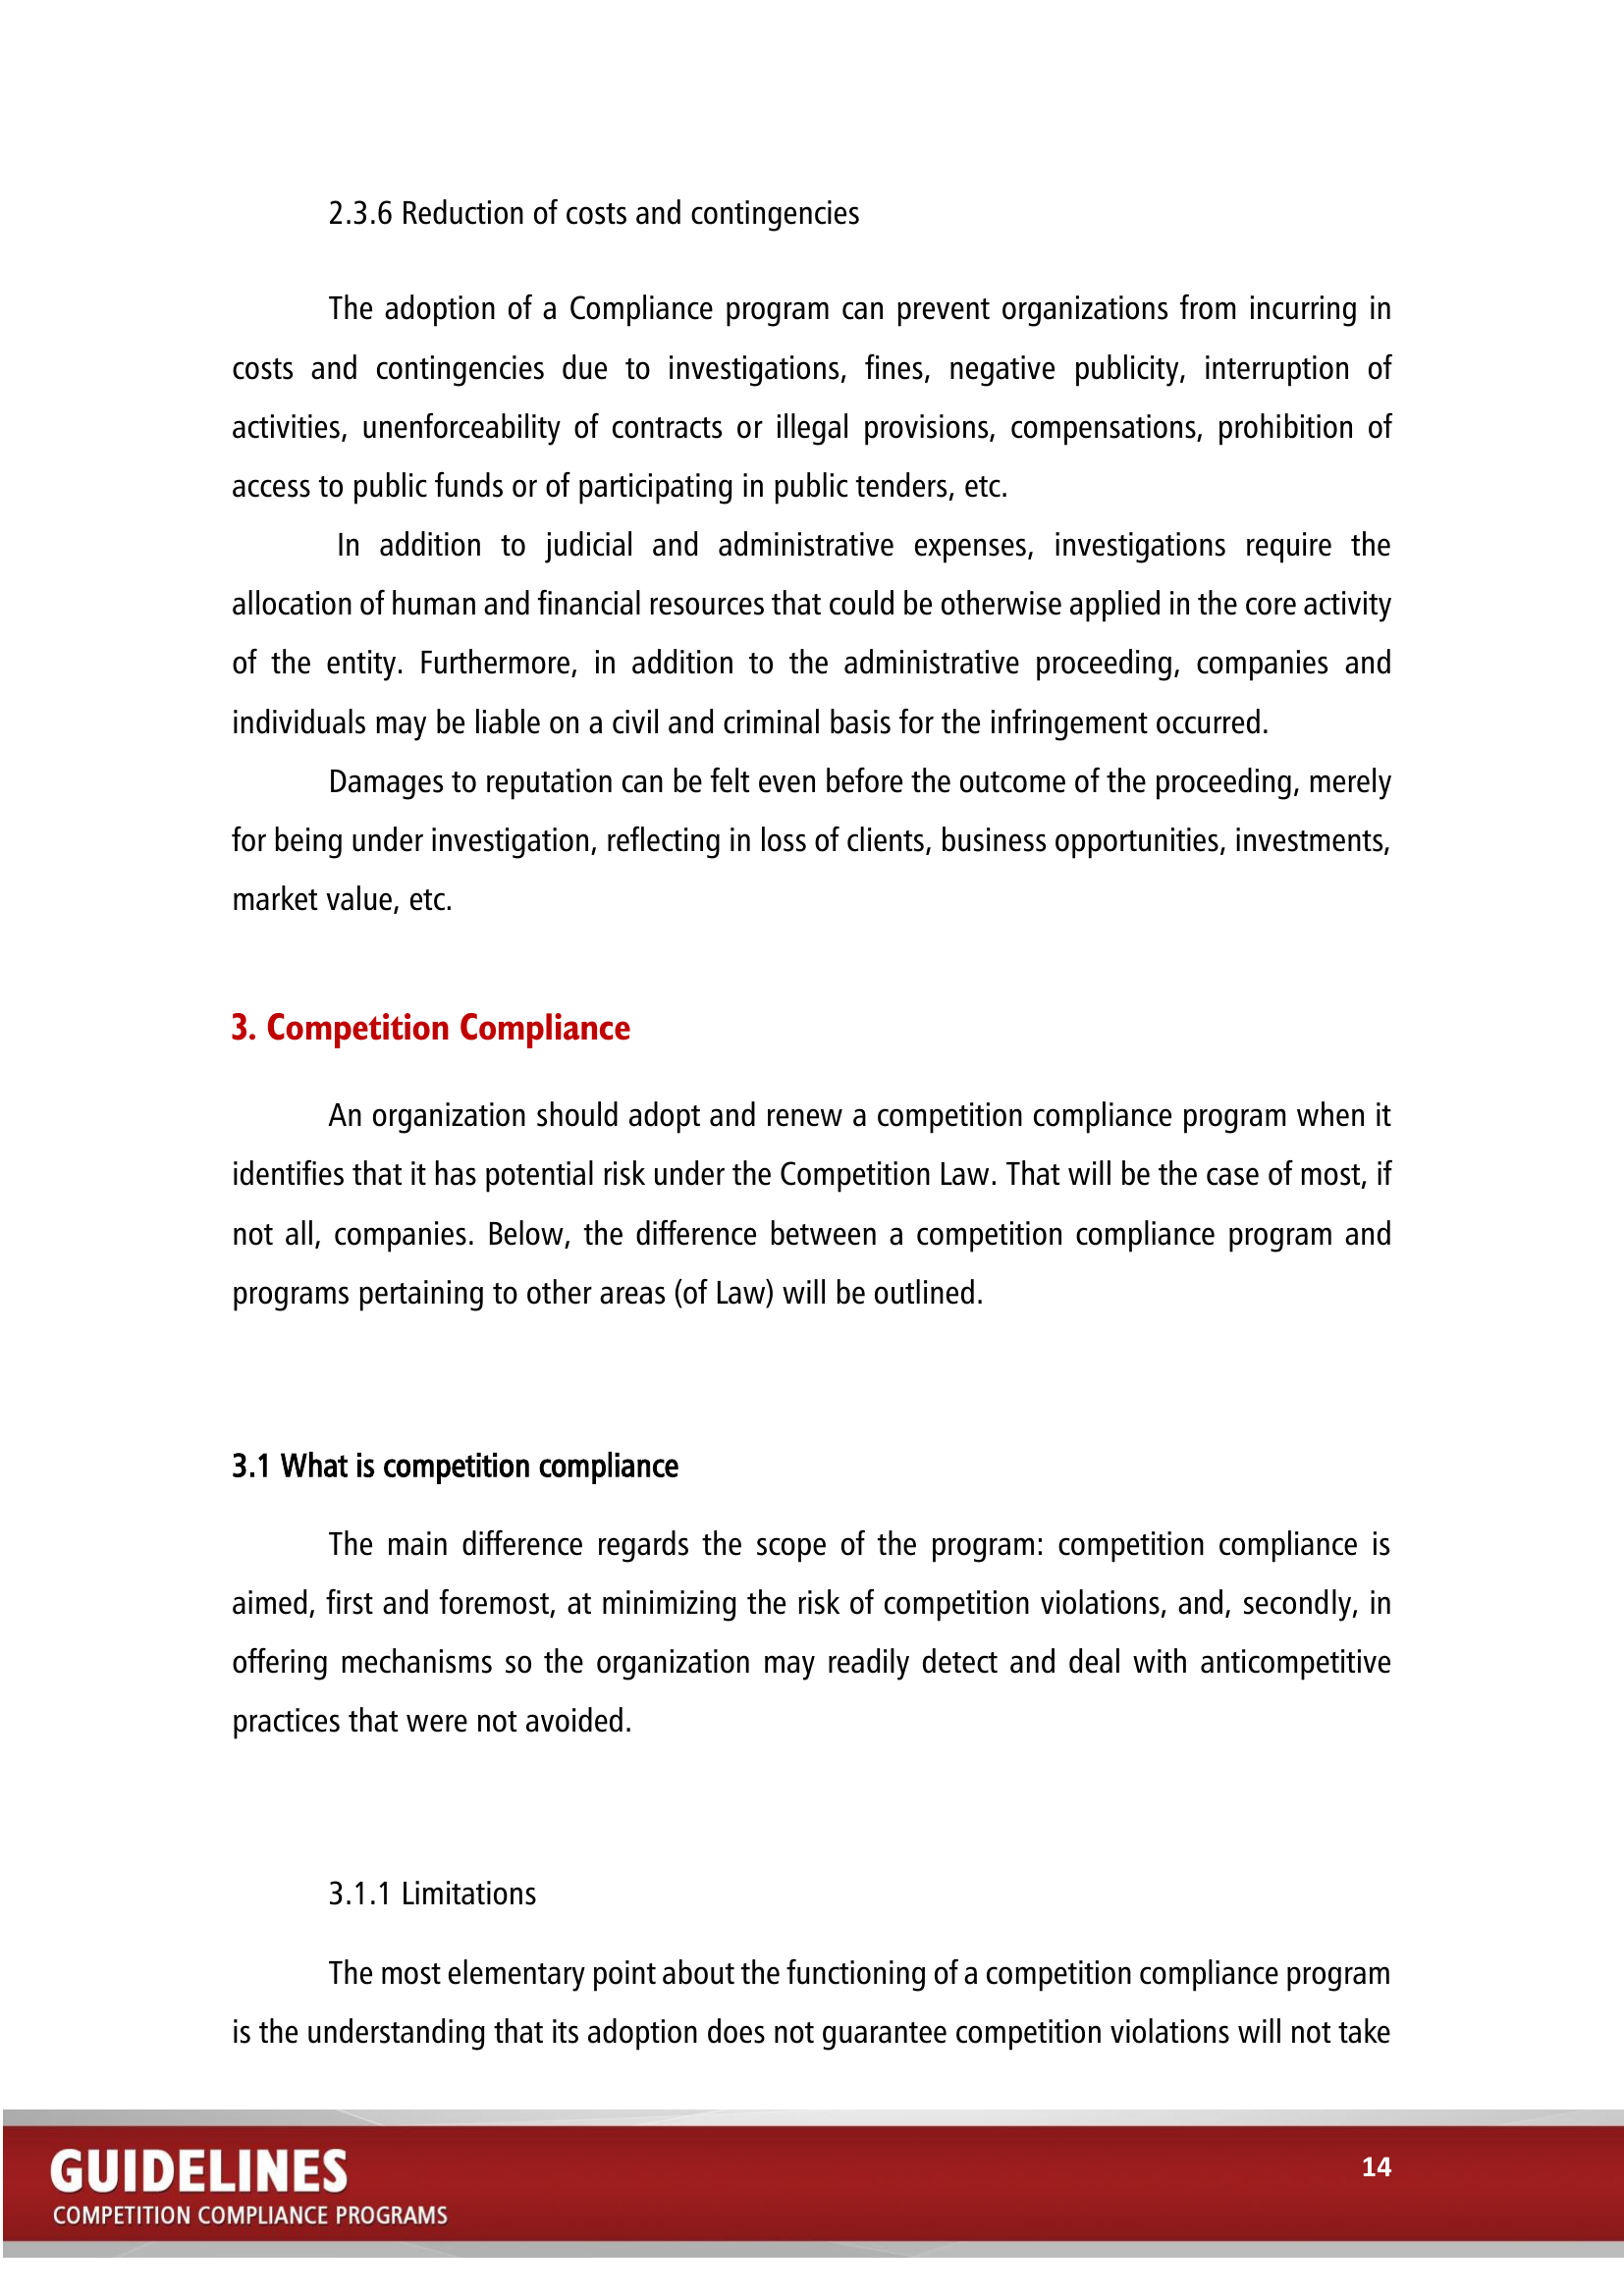 2.3.6 Reduction of costs and contingencies
The adoption of a Compliance program can prevent organizations from incurring in
costs and contingencies due to investigations, fines, negative publicity, interruption of
activities, unenforceability of contracts or illegal provisions, compensations, prohibition of
access to public funds or of participating in public tenders, etc.
In addition to judicial and administrative expenses, investigations require the
allocation of human and financial resources that could be otherwise applied in the core activity
of the entity. Furthermore, in addition to the administrative proceeding, companies and
individuals may be liable on a civil and criminal basis for the infringement occurred.
Damages to reputation can be felt even before the outcome of the proceeding, merely
for being under investigation, reflecting in loss of clients, business opportunities, investments,
market value, etc.
3. Competition Compliance
An organization should adopt and renew a competition compliance program when it
identifies that it has potential risk under the Competition Law. That will be the case of most, if
not all, companies. Below, the difference between a competition compliance program and
programs pertaining to other areas (of Law) will be outlined.
3.1 What is competition compliance
The main difference regards the scope of the program: competition compliance is
aimed, first and foremost, at minimizing the risk of competition violations, and, secondly, in
offering mechanisms so the organization may readily detect and deal with anticompetitive
practices that were not avoided.
3.1.1 Limitations
The most elementary point about the functioning of a competition compliance program
is the understanding that its adoption does not guarantee competition violations will not take
GUIDELINES
COMPETITION COMPLIANCE PROGRAMS
14